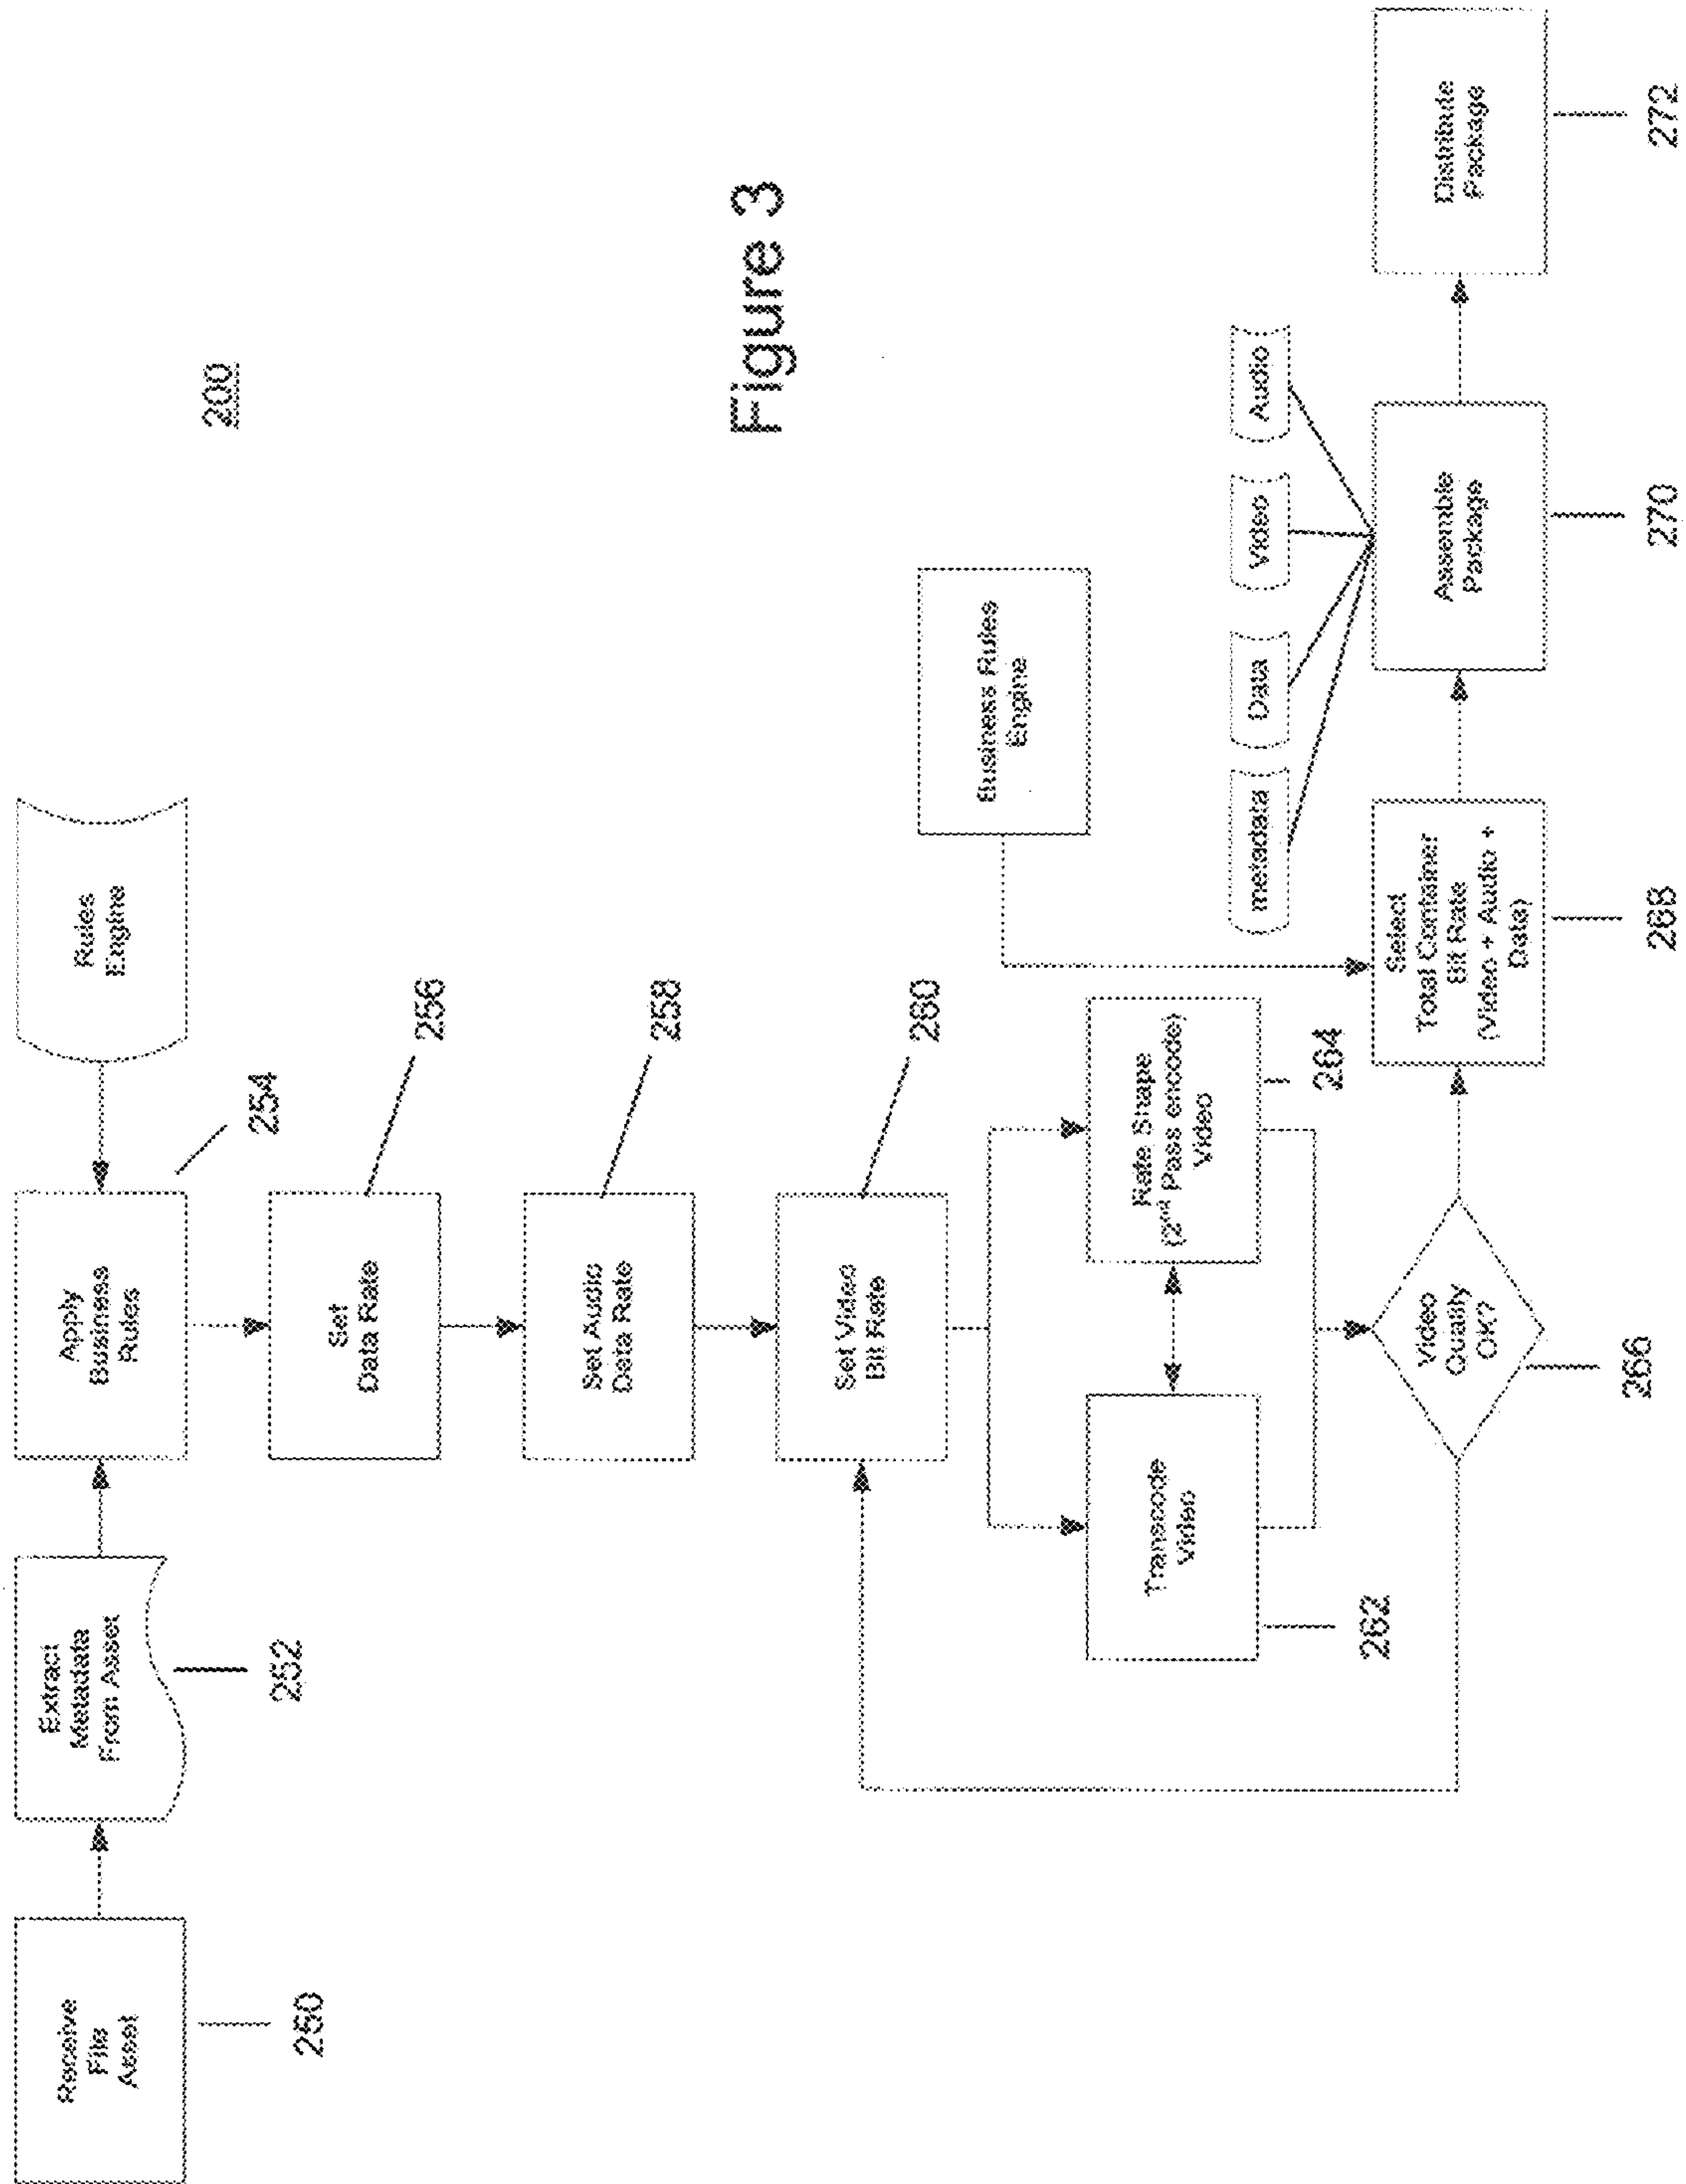 Receive
File
Asset
250
Extract
Metadata
From Asset
252
Apply
Business
Rules
254
Rules
Engine
200
Set
Data Rate
256
Set Audio
Data Rate
258
Set Video
Bit Rate
260
Transcode
Video
262
Rate Shape
(2nd Pass encode)
Video
264
Video
Quality
OK?
266
Business Rules
Engine
Select
Total Container
Bit Rate
(Video + Audio +
Data)
268
metadata
Data
Video
Audio
Assemble
Package
270
Distribute
Package
272
Figure 3